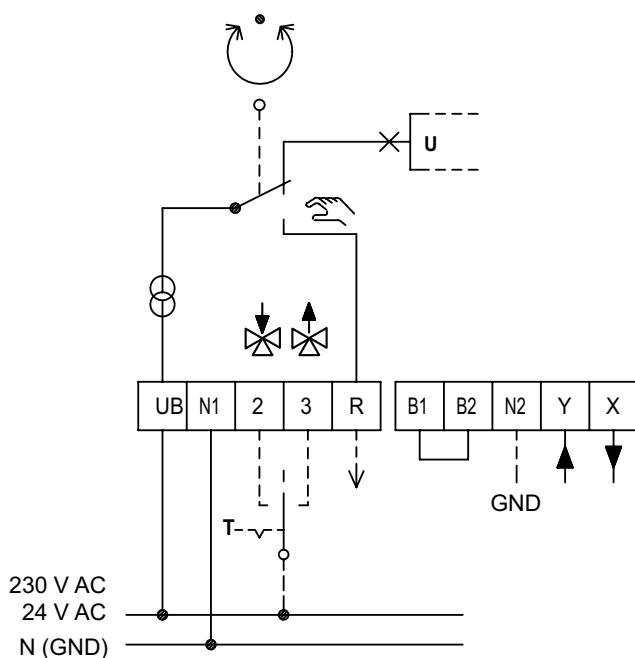 U
UB N1 2 3 R B1 B2 N2 Y X
GND
T
230 V AC
24 V AC
N (GND)